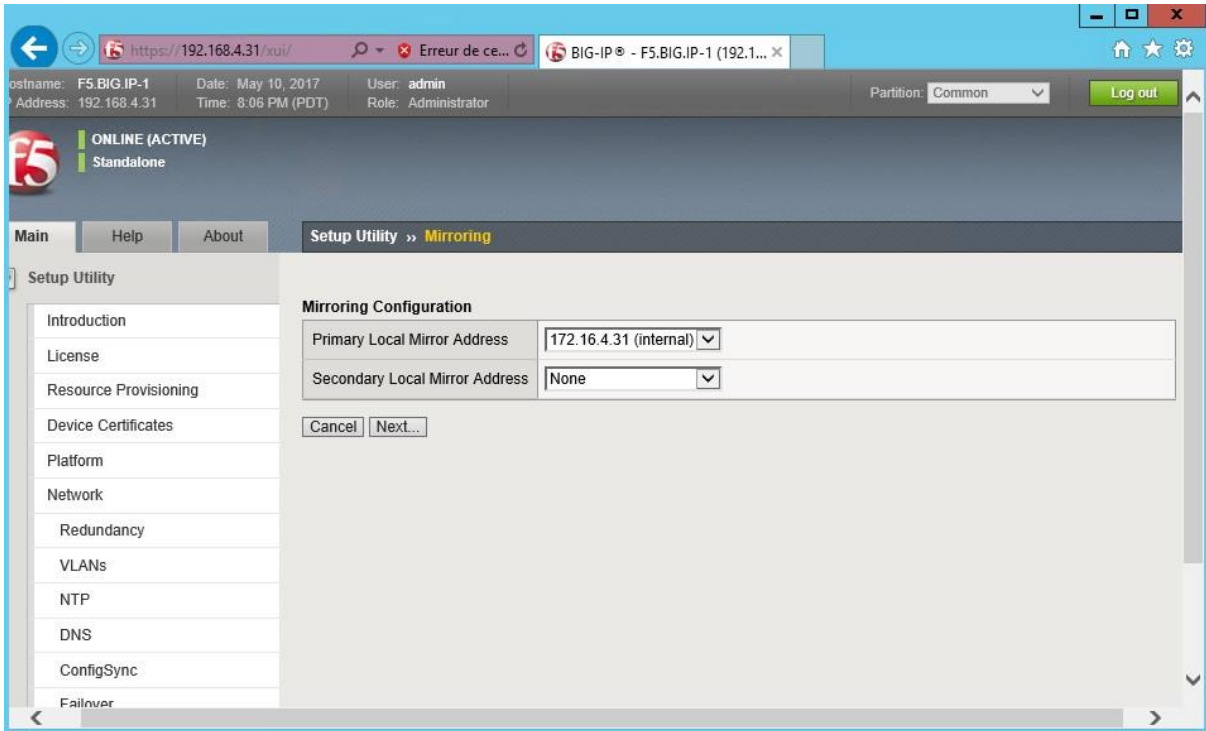 https://192.168.4.31/xui/
Erreur de ce...
BIG-IP® - F5.BIG.IP-1 (192.1...
ostname: F5.BIG.IP-1 Date: May 10, 2017 User: admin
Address: 192.168.4.31 Time: 8:06 PM (PDT) Role: Administrator
Partition: Common
Log out
f5
ONLINE (ACTIVE)
Standalone
Main Help About
Setup Utility ›› Mirroring
Setup Utility
Introduction
License
Resource Provisioning
Device Certificates
Platform
Network
Redundancy
VLANs
NTP
DNS
ConfigSync
Failover
Mirroring Configuration
Primary Local Mirror Address 172.16.4.31 (internal)
Secondary Local Mirror Address None
Cancel Next...